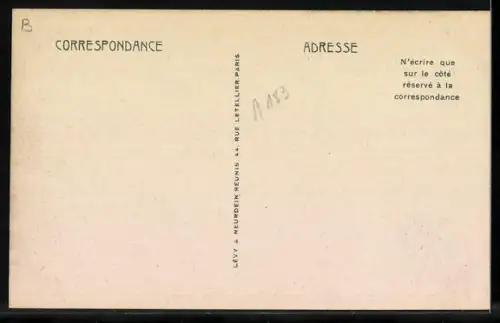 B
CORRESPONDANCE
ADRESSE
N'écrire que
sur le côté
réservé à la
correspondance
A 183
LÉVY & NEURDEIN RÉUNIS, 44, RUE LETELLIER, PARIS